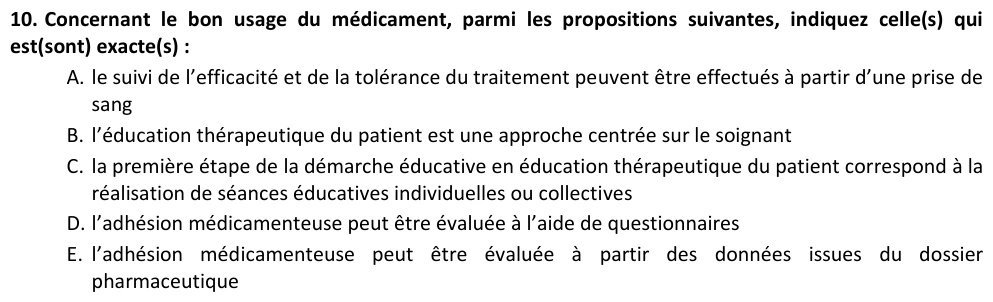 10. Concernant le bon usage du médicament, parmi les propositions suivantes, indiquez celle(s) qui
est(sont) exacte(s) :
A. le suivi de l’efficacité et de la tolérance du traitement peuvent être effectués à partir d’une prise de
sang
B. l’éducation thérapeutique du patient est une approche centrée sur le soignant
C. la première étape de la démarche éducative en éducation thérapeutique du patient correspond à la
réalisation de séances éducatives individuelles ou collectives
D. l’adhésion médicamenteuse peut être évaluée à l’aide de questionnaires
E. l’adhésion médicamenteuse peut être évaluée à partir des données issues du dossier
pharmaceutique